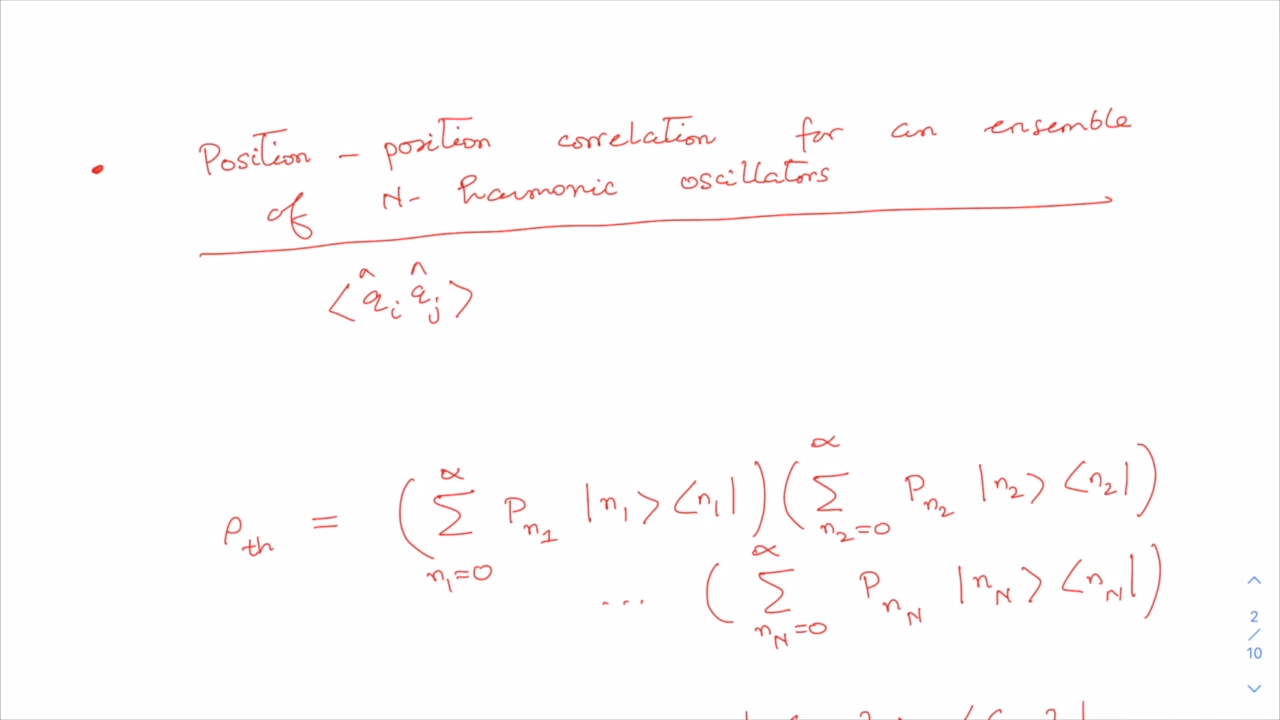 • Position - position correlation for an ensemble
of N- harmonic oscillators
⟨q̂ᵢ q̂ⱼ⟩
ρ_th = (∑_{n₁=0}^{∝} P_{n₁} |n₁> <n₁|) (∑_{n₂=0}^{∝} P_{n₂} |n₂> <n₂|)
... (∑_{n_N=0}^{∝} P_{n_N} |n_N> <n_N|)
2
/
10